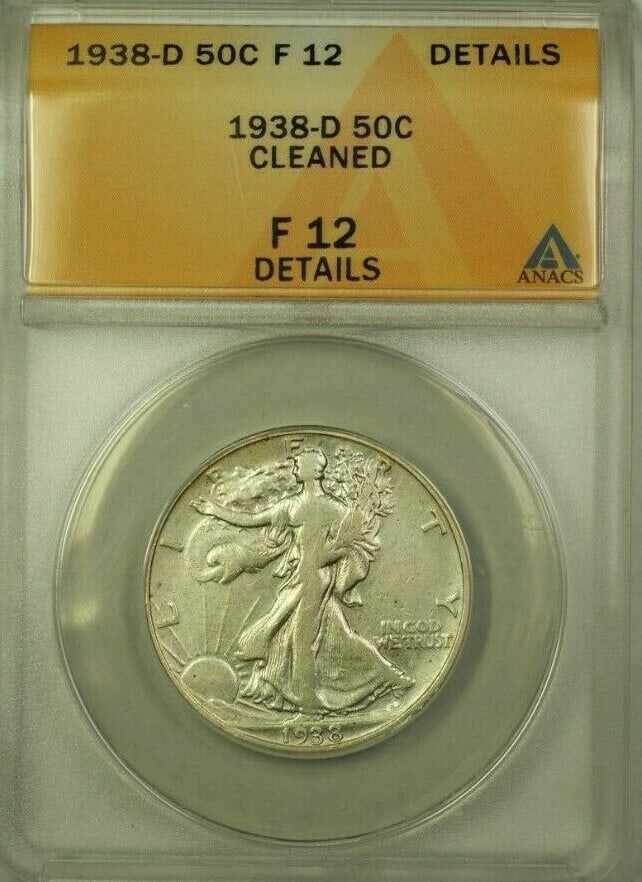 1938-D 50C F 12 DETAILS
1938-D 50C
CLEANED
F 12
DETAILS
ANACS
LIBERTY
IN GOD
WE TRUST
1938